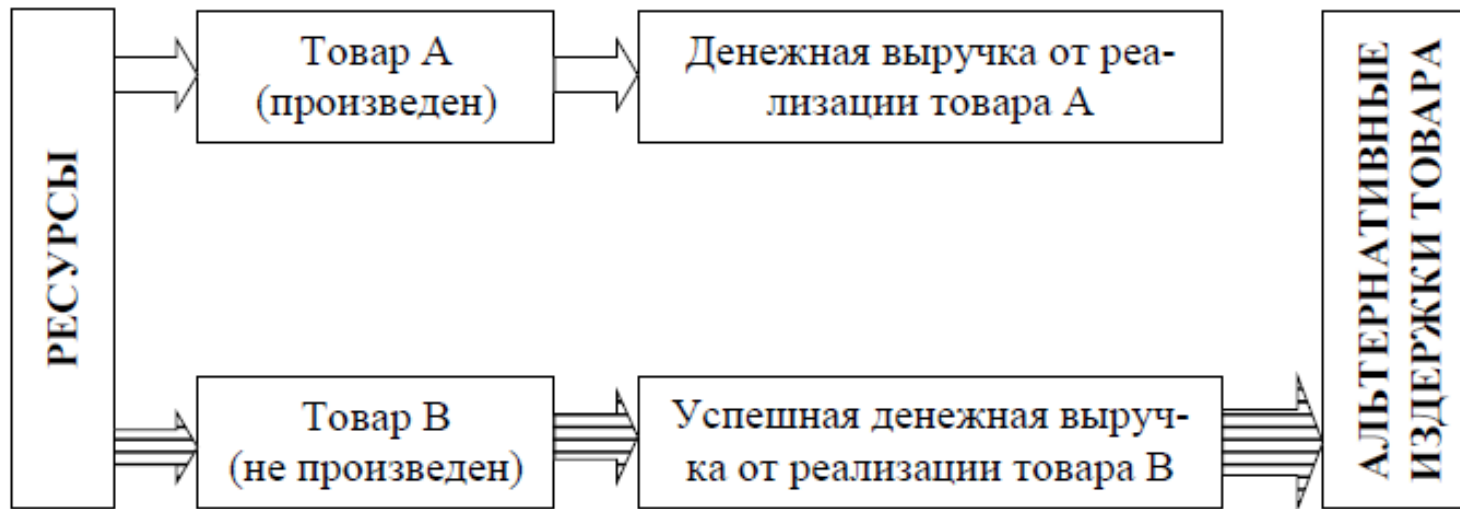 РЕСУРСЫ
Товар А
(произведен)
Денежная выручка от реа-
лизации товара А
Товар В
(не произведен)
Успешная денежная выруч-
ка от реализации товара В
АЛЬТЕРНАТИВНЫЕ
ИЗДЕРЖКИ ТОВАРА